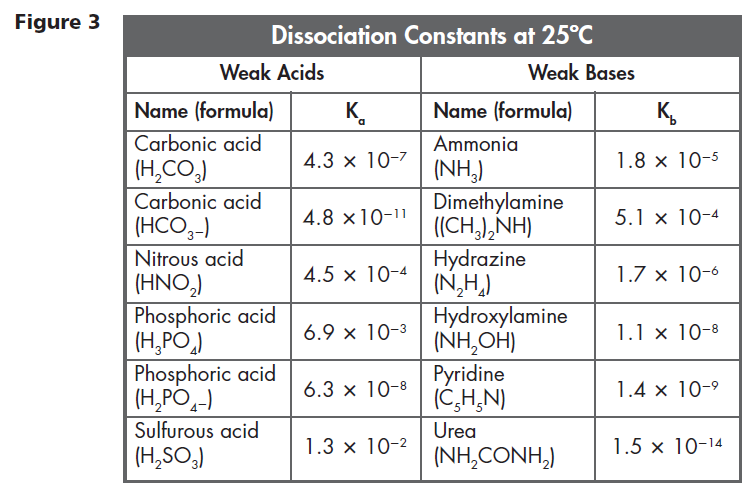 Figure 3
Dissociation Constants at 25°C
Weak Acids Weak Bases
Name (formula) Kₐ Name (formula) K_b
Carbonic acid Ammonia
(H₂CO₃) 4.3 × 10⁻⁷ (NH₃) 1.8 × 10⁻⁵
Carbonic acid Dimethylamine
(HCO₃₋) 4.8 ×10⁻¹¹ ((CH₃)₂NH) 5.1 × 10⁻⁴
Nitrous acid Hydrazine
(HNO₂) 4.5 × 10⁻⁴ (N₂H₄) 1.7 × 10⁻⁶
Phosphoric acid Hydroxylamine
(H₃PO₄) 6.9 × 10⁻³ (NH₂OH) 1.1 × 10⁻⁸
Phosphoric acid Pyridine
(H₂PO₄₋) 6.3 × 10⁻⁸ (C₅H₅N) 1.4 × 10⁻⁹
Sulfurous acid Urea
(H₂SO₃) 1.3 × 10⁻² (NH₂CONH₂) 1.5 × 10⁻¹⁴